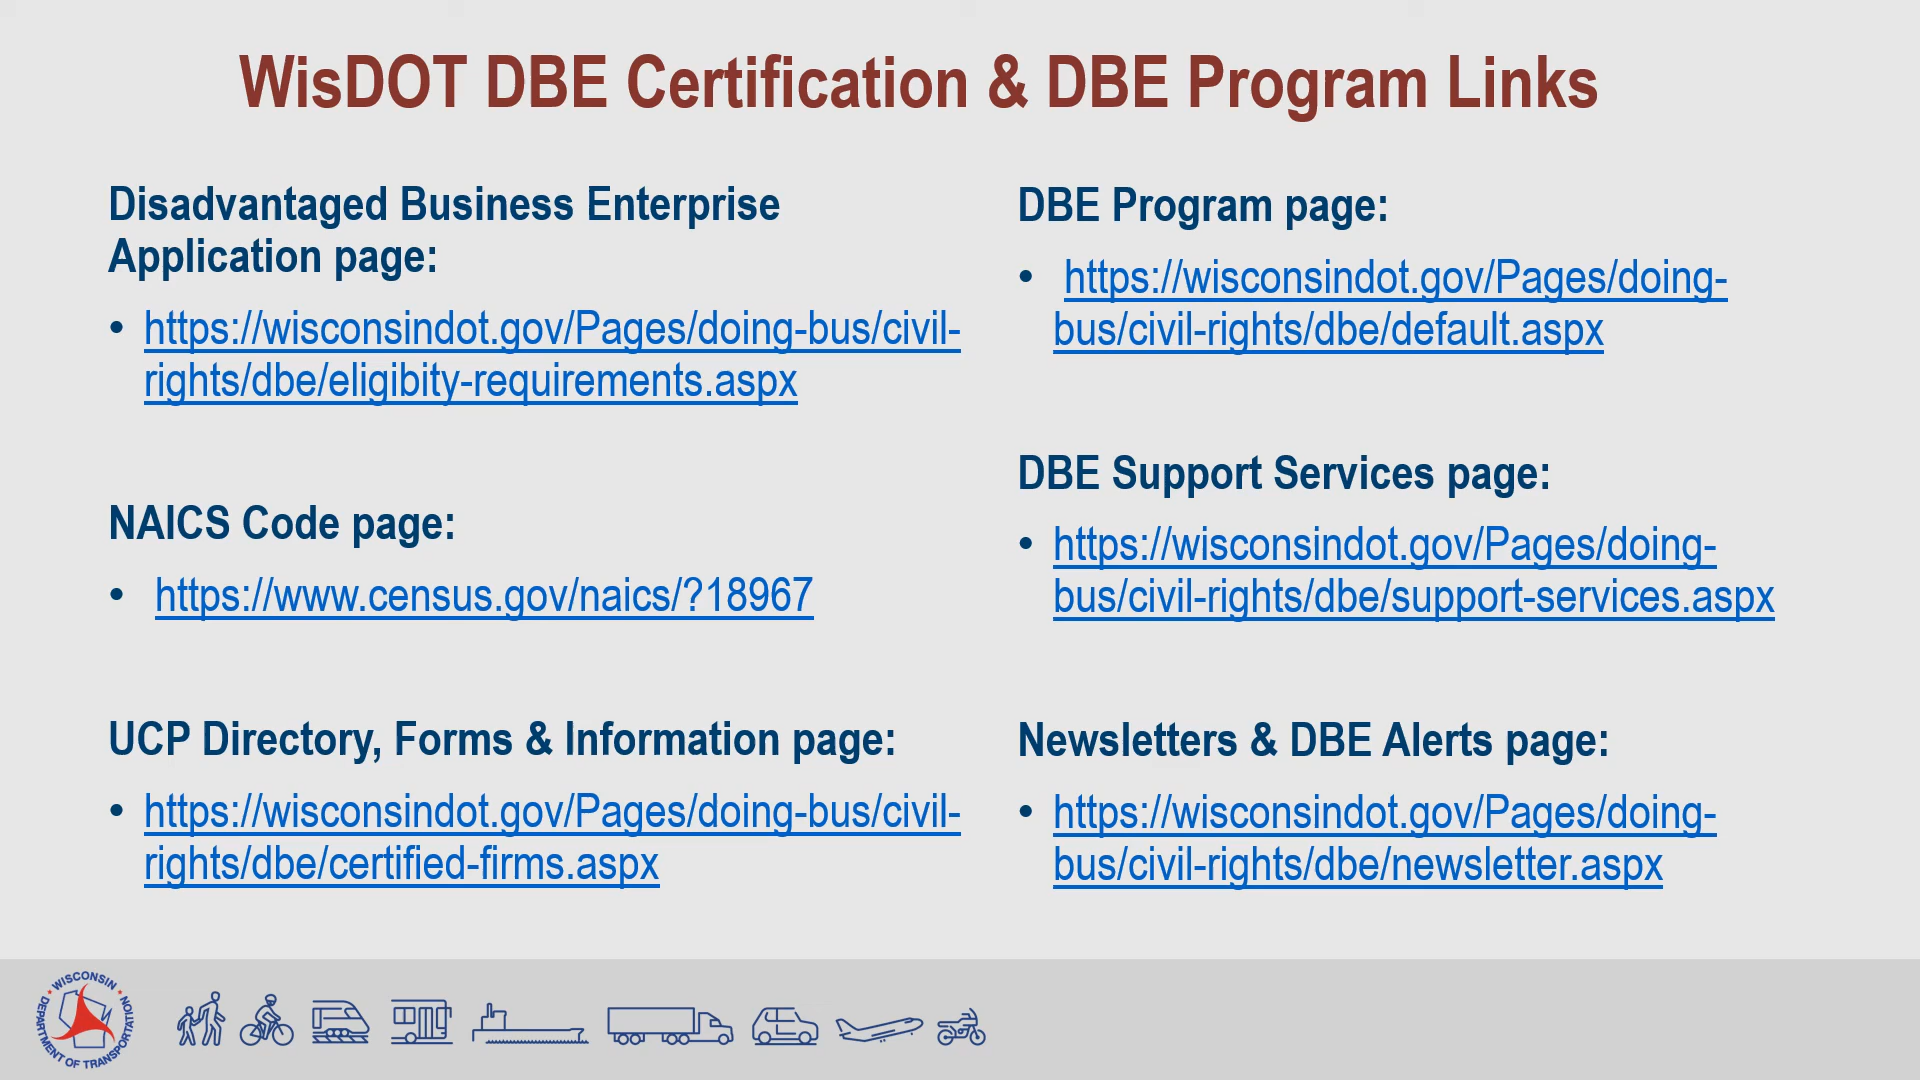 WisDOT DBE Certification & DBE Program Links
Disadvantaged Business Enterprise
Application page:
• https://wisconsindot.gov/Pages/doing-bus/civil-
rights/dbe/eligibity-requirements.aspx
NAICS Code page:
• https://www.census.gov/naics/?18967
UCP Directory, Forms & Information page:
• https://wisconsindot.gov/Pages/doing-bus/civil-
rights/dbe/certified-firms.aspx
DBE Program page:
• https://wisconsindot.gov/Pages/doing-
bus/civil-rights/dbe/default.aspx
DBE Support Services page:
• https://wisconsindot.gov/Pages/doing-
bus/civil-rights/dbe/support-services.aspx
Newsletters & DBE Alerts page:
• https://wisconsindot.gov/Pages/doing-
bus/civil-rights/dbe/newsletter.aspx
WISCONSIN
DEPARTMENT OF TRANSPORTATION